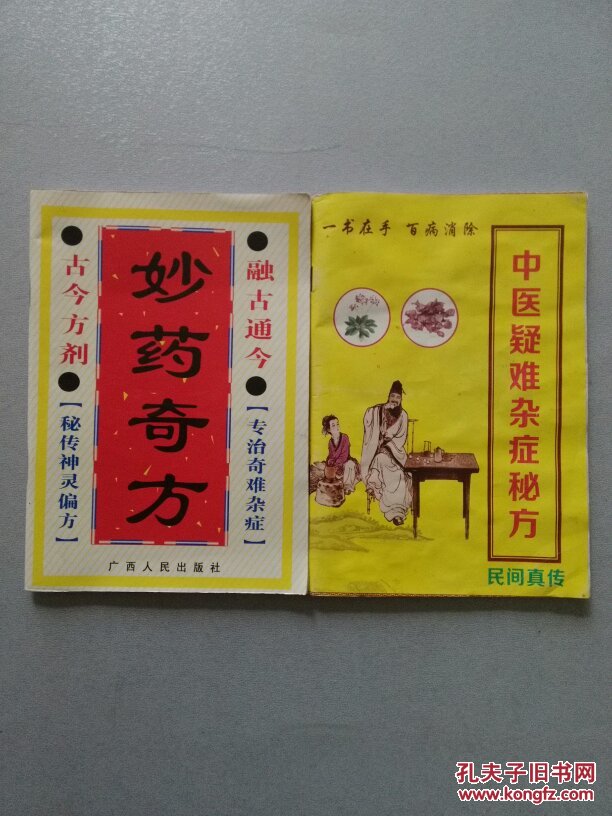 融古通今
【专治奇难杂症】
妙药奇方
古今方剂
【秘传神灵偏方】
广西人民出版社
一书在手 百病消除
中医疑难杂症秘方
民间真传
孔夫子旧书网
www.kongfz.com